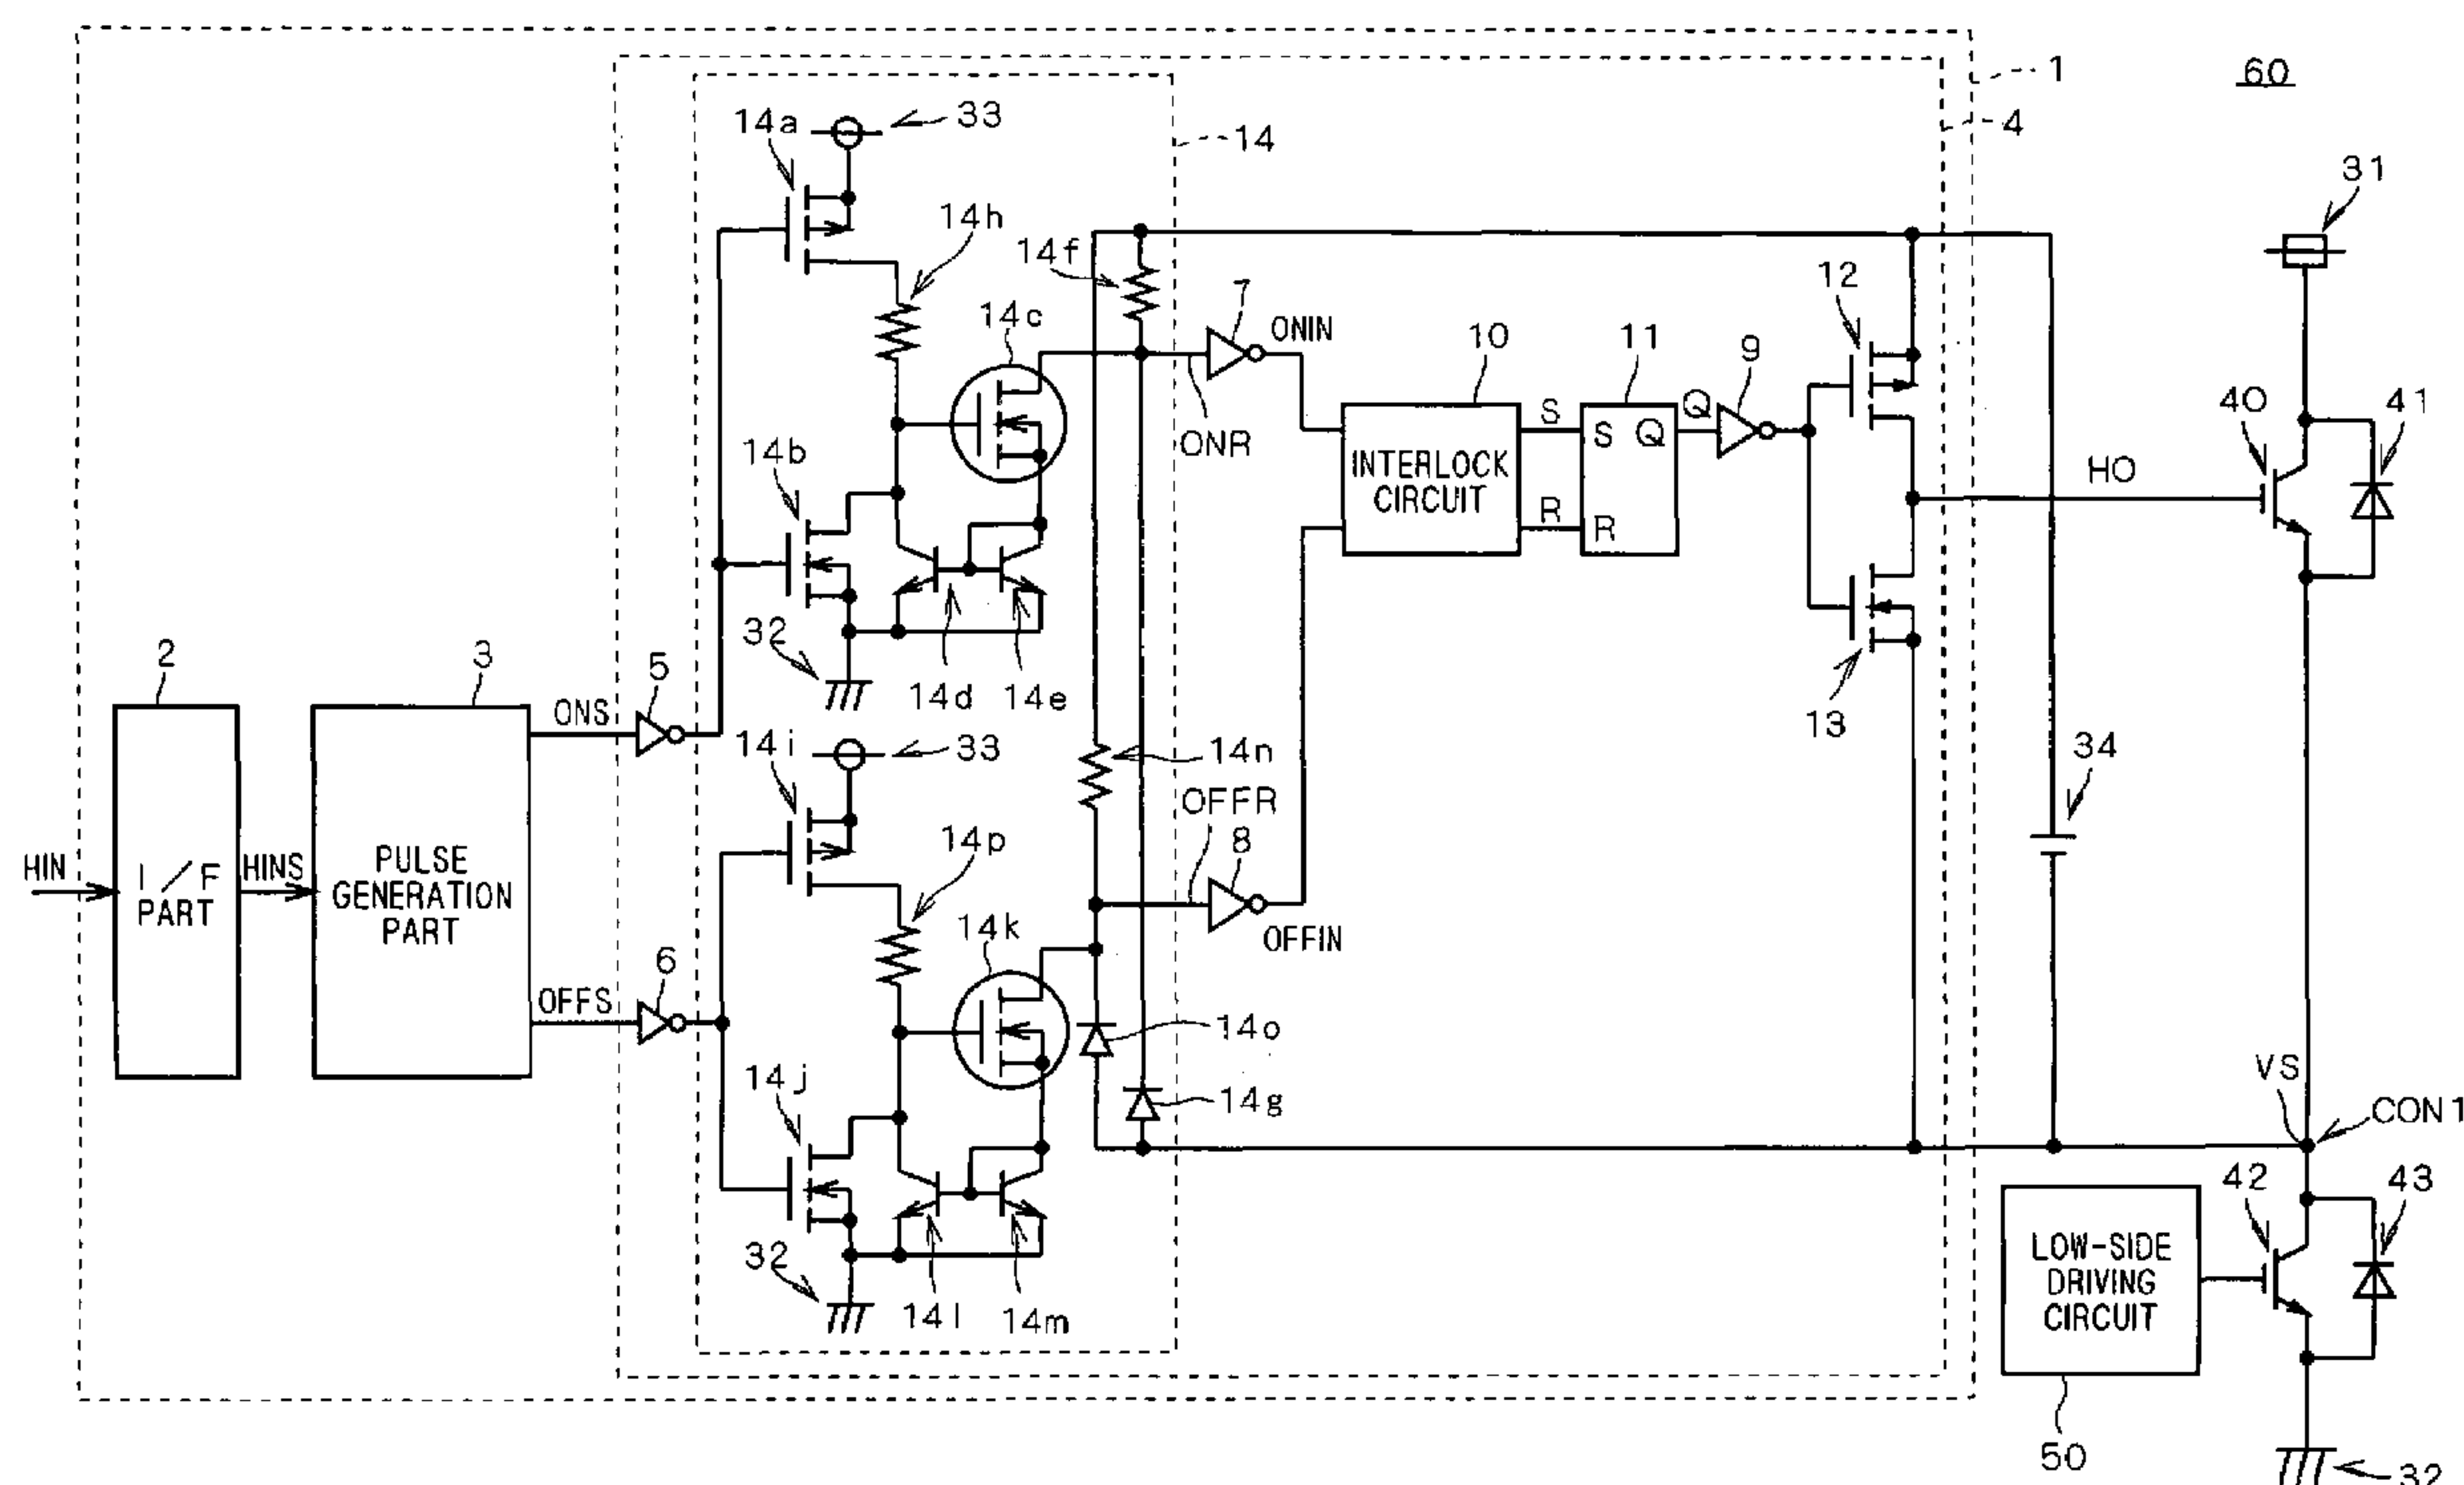 60
1
4
14
33
14a
14h
14f
14c
7
ONIN
ONR
10
11
9
12
31
40
41
INTERLOCK
CIRCUIT
S
R
S
Q
R
Q
HO
14b
32
14d
14e
13
2
3
5
ONS
14i
33
14n
34
OFFR
8
OFFIN
HIN
I/F
PART
HINS
PULSE
GENERATION
PART
14p
14k
OFFS
6
14o
14g
14j
VS
CON1
42
43
LOW-SIDE
DRIVING
CIRCUIT
32
14l
14m
50
32